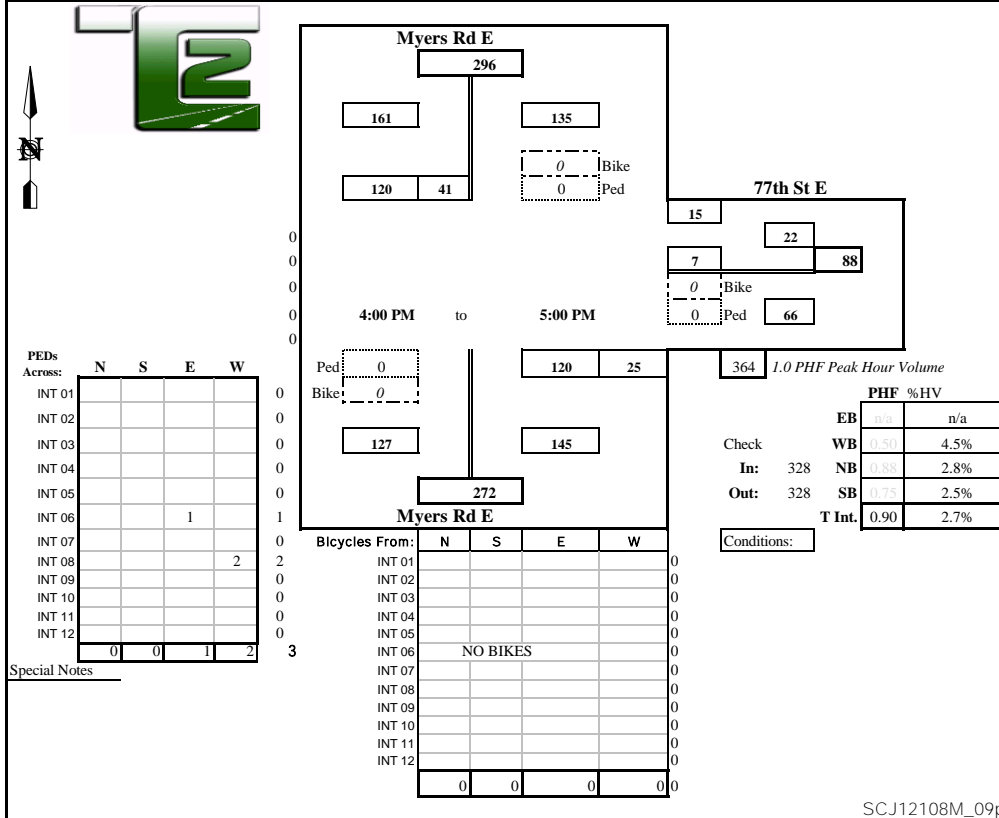 TC2
Myers Rd E
296
161 135
0 Bike
120 41 0 Ped
N
77th St E
15
22
7 88
0 Bike
0 Ped 66
0
0
0
0
0
4:00 PM to 5:00 PM
Ped 0
Bike 0
120 25
127 145
272
Myers Rd E
364 1.0 PHF Peak Hour Volume
PHF %HV
EB n/a n/a
Check WB 0.50 4.5%
In: 328 NB 0.88 2.8%
Out: 328 SB 0.75 2.5%
T Int. 0.90 2.7%
Conditions:
PEDs
Across: N S E W
INT 01 0
INT 02 0
INT 03 0
INT 04 0
INT 05 0
INT 06 1 1
INT 07 0
INT 08 2 2
INT 09 0
INT 10 0
INT 11 0
INT 12 0
0 0 1 2 3
Special Notes
Bicycles From: N S E W
INT 01 0
INT 02 0
INT 03 0
INT 04 0
INT 05 0
INT 06 NO BIKES 0
INT 07 0
INT 08 0
INT 09 0
INT 10 0
INT 11 0
INT 12 0
0 0 0 0 0
SCJ12108M_09p